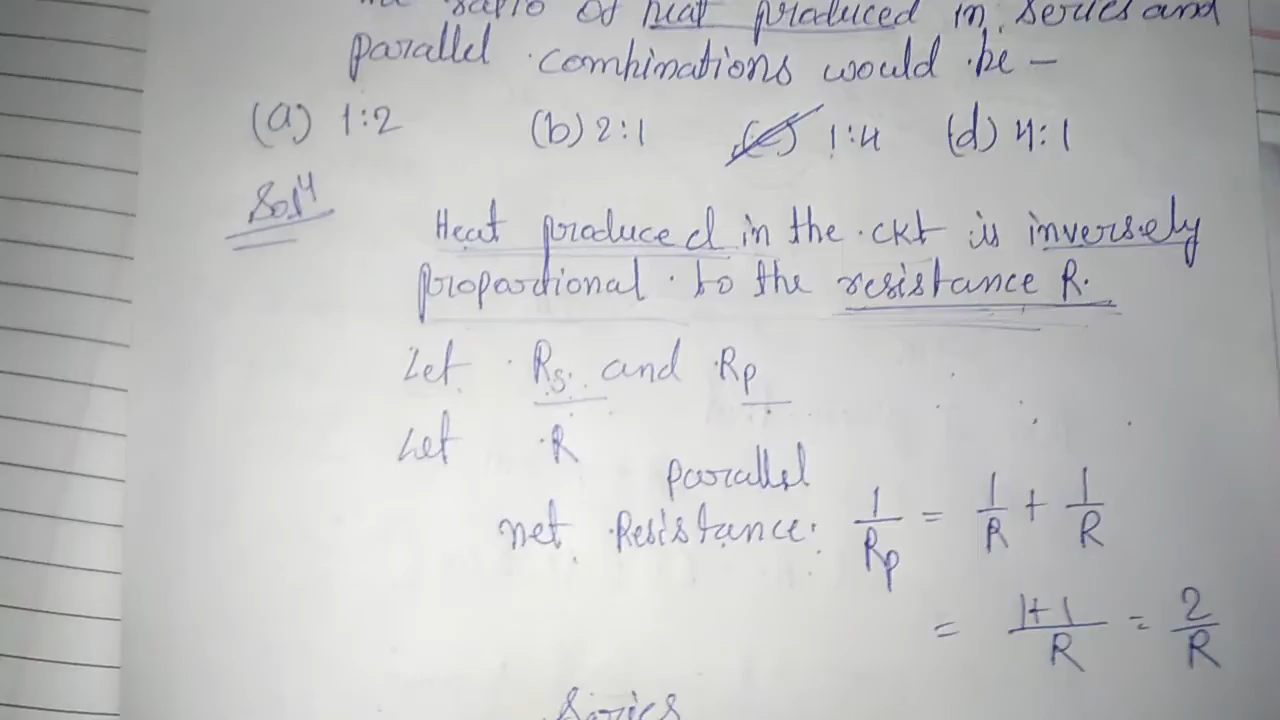 ratio of heat produced in series and
parallel combinations would be —
(a) 1:2 (b) 2:1 (c) 1:4 (d) 4:1
Sol^n
Heat produced in the ckt is inversely
proportional to the resistance R.
Let Rs and Rp
Let R
parallel
net Resistance: 1/Rp = 1/R + 1/R
= 1+1/R = 2/R
Series